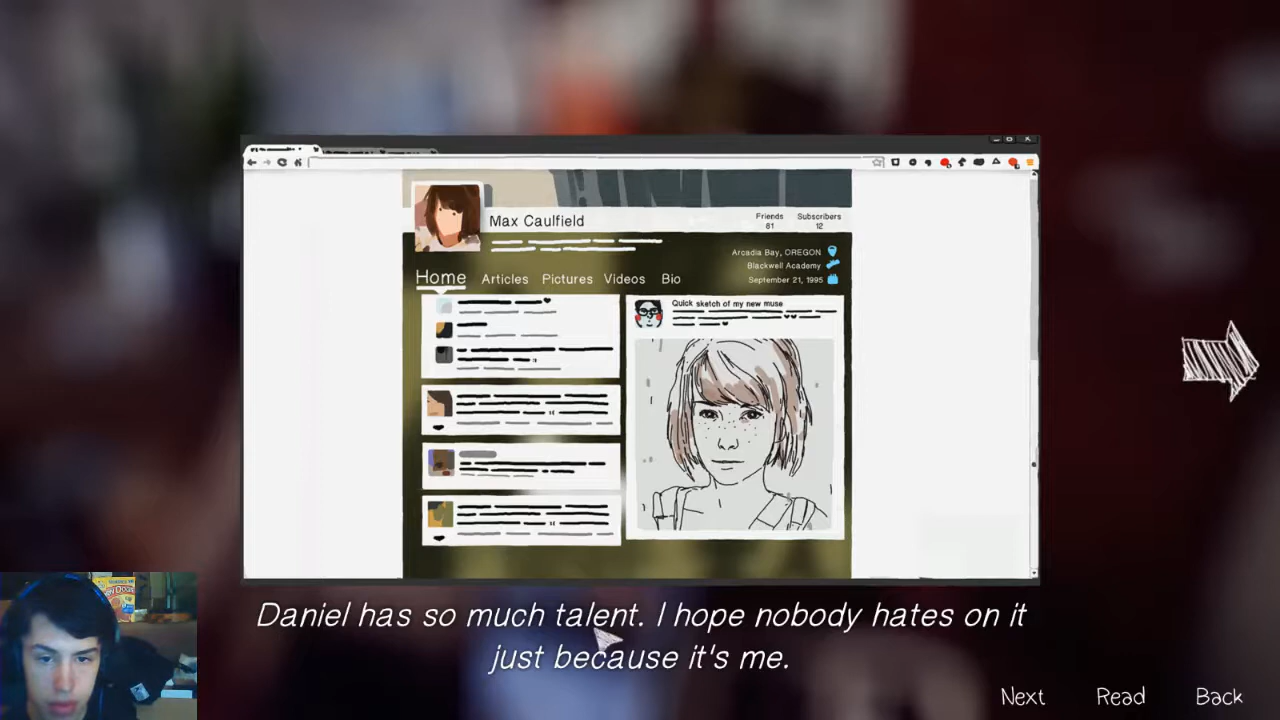 Max Caulfield
Friends
81
Subscribers
12
Arcadia Bay, OREGON
Blackwell Academy
September 21, 1995
Home Articles Pictures Videos Bio
Quick sketch of my new muse
Daniel has so much talent. I hope nobody hates on it
just because it's me.
Next Read Back